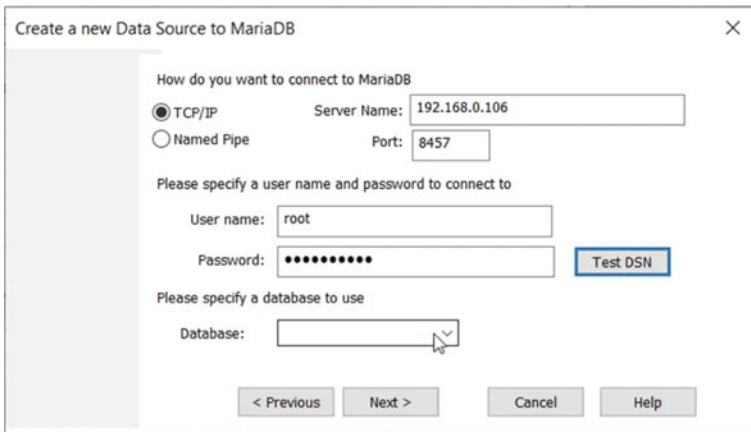 Create a new Data Source to MariaDB
How do you want to connect to MariaDB
TCP/IP Server Name: 192.168.0.106
Named Pipe Port: 8457
Please specify a user name and password to connect to
User name: root
Password: ●●●●●●●●●● Test DSN
Please specify a database to use
Database:
< Previous Next > Cancel Help